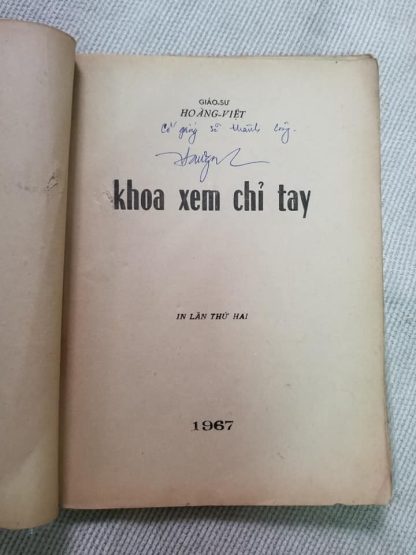 GIÁO-SƯ
HOÀNG-VIỆT
Cố gắng sẽ thành công.
khoa xem chỉ tay
IN LẦN THỨ HAI
1967